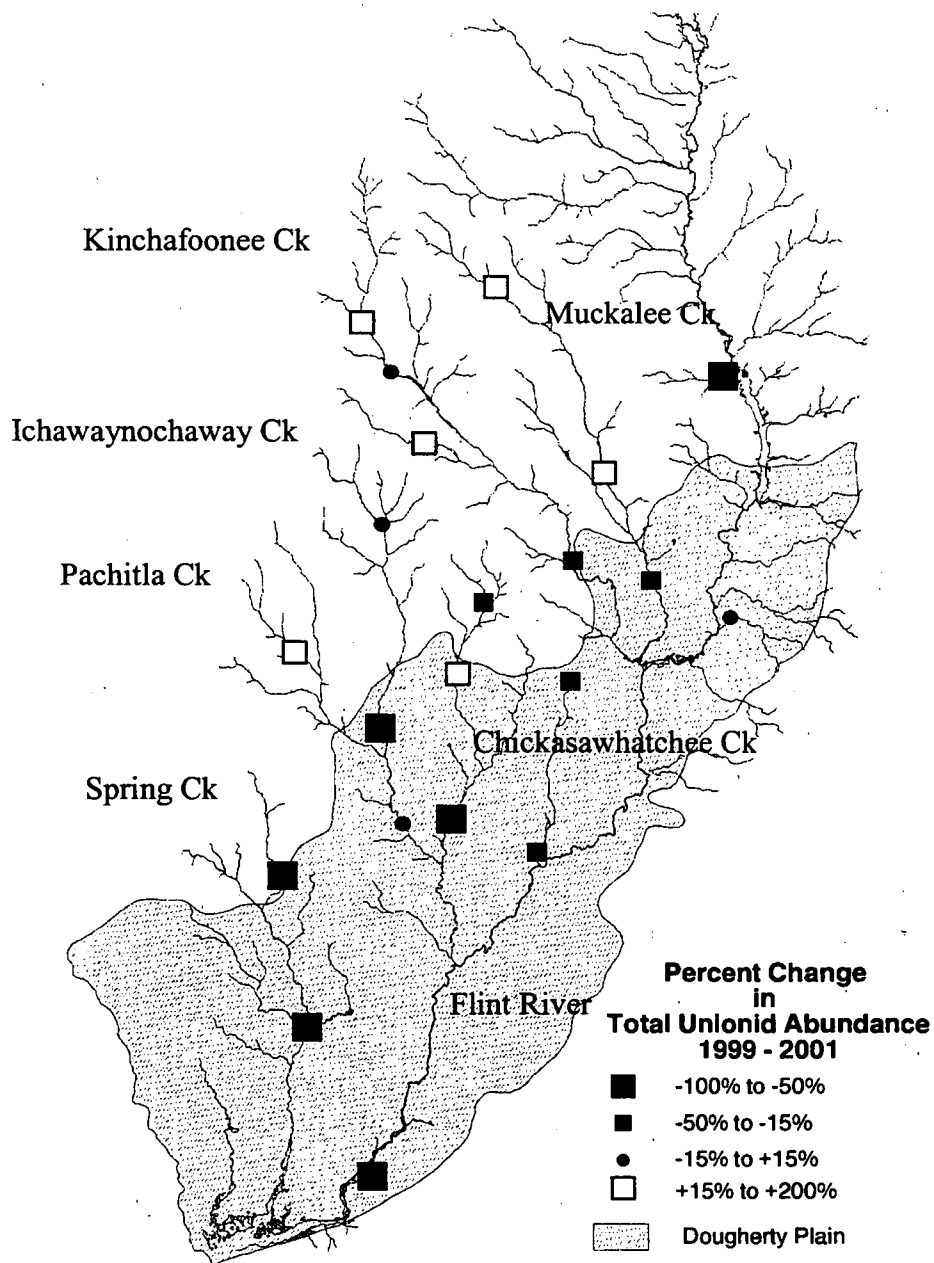 Kinchafoonee Ck
Muckalee Ck
Ichawaynochaway Ck
Pachitla Ck
Chickasawhatchee Ck
Spring Ck
Flint River
Percent Change
in
Total Unionid Abundance
1999 - 2001
-100% to -50%
-50% to -15%
-15% to +15%
+15% to +200%
Dougherty Plain